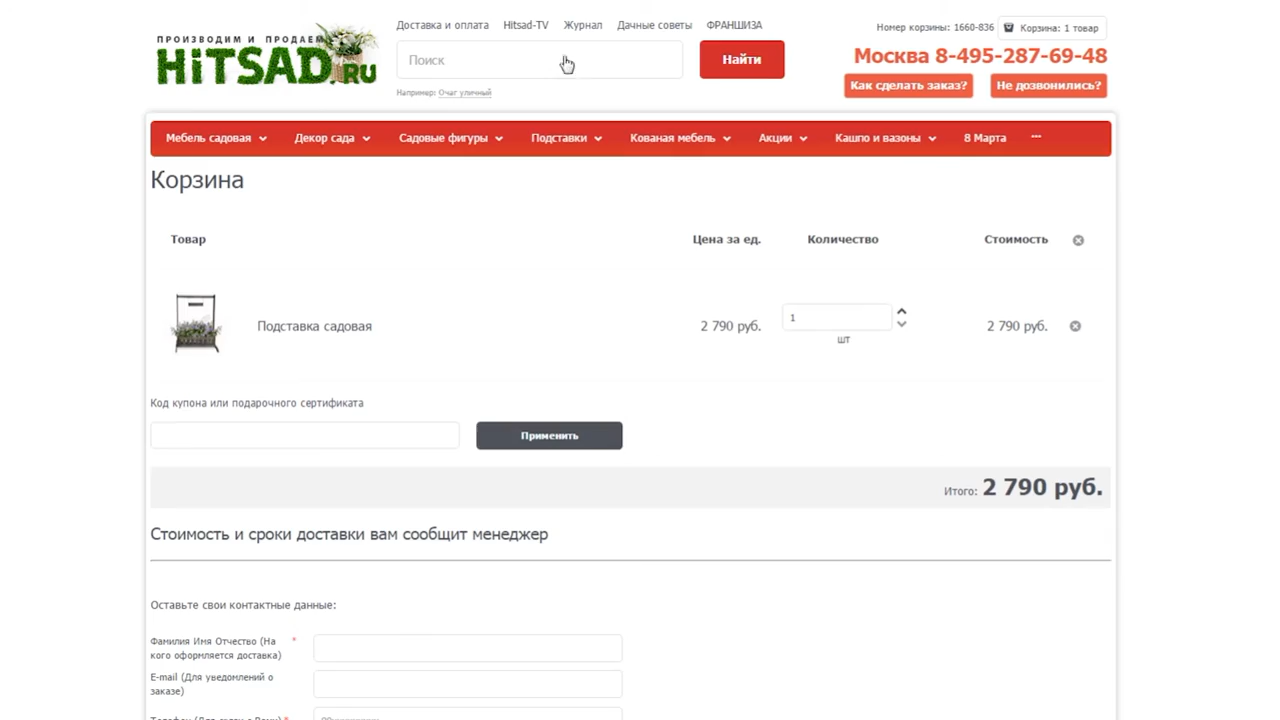 ПРОИЗВОДИМ И ПРОДАЕМ
HiTSAD.RU
Доставка и оплата Hitsad-TV Журнал Дачные советы ФРАНШИЗА
Номер корзины: 1660-836 Корзина: 1 товар
Поиск
Найти
Москва 8-495-287-69-48
Например: Очаг уличный
Как сделать заказ? Не дозвонились?
Мебель садовая Декор сада Садовые фигуры Подставки Кованая мебель Акции Кашпо и вазоны 8 Марта ...
Корзина
Товар Цена за ед. Количество Стоимость
Подставка садовая 2 790 руб. 1 2 790 руб.
шт
Код купона или подарочного сертификата
Применить
Итого: 2 790 руб.
Стоимость и сроки доставки вам сообщит менеджер
Оставьте свои контактные данные:
Фамилия Имя Отчество (На *
кого оформляется доставка)
E-mail (Для уведомлений о
заказе)
Телефон (Для связи с Вами) *